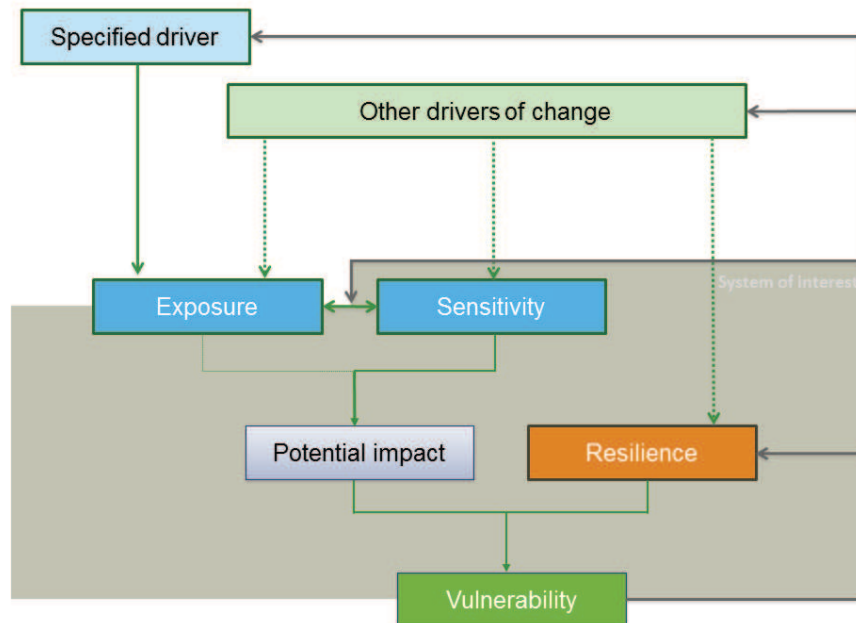 Specified driver
Other drivers of change
System of interest
Exposure
Sensitivity
Potential impact
Resilience
Vulnerability